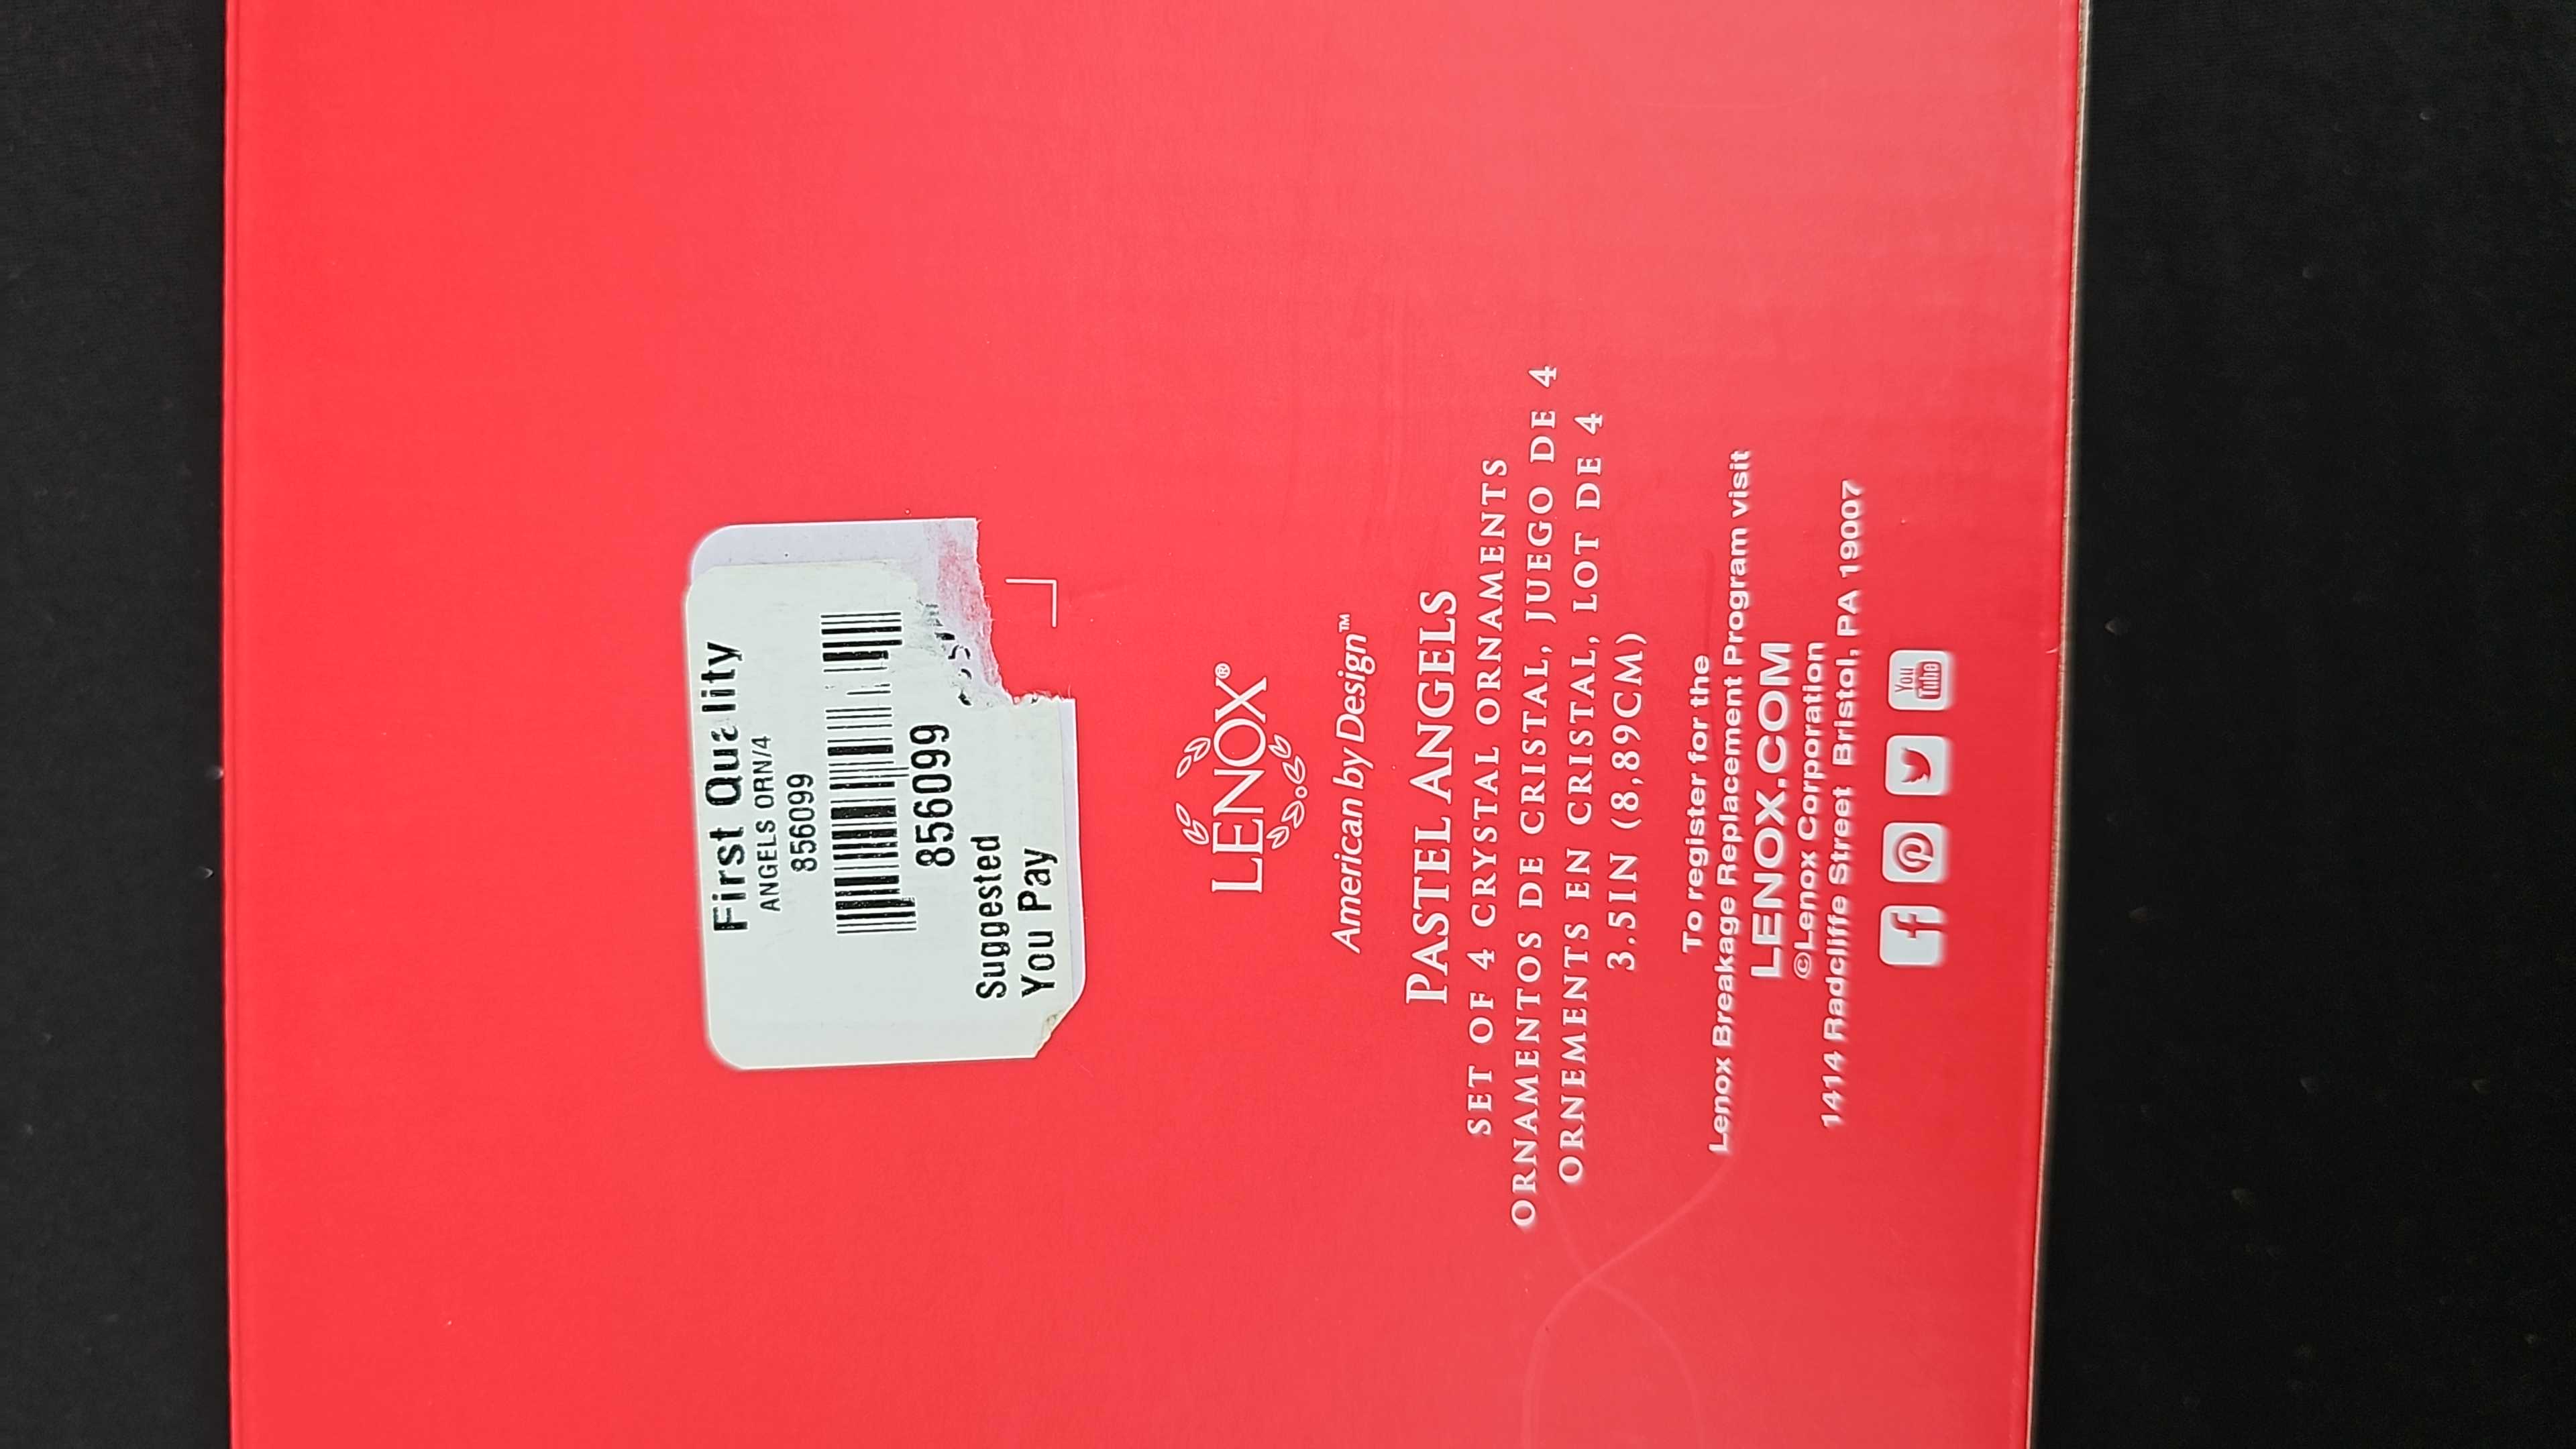 First Quality
ANGELS ORN/4
856099
856099
Suggested
You Pay
LENOX®
American by Design™
PASTEL ANGELS
SET OF 4 CRYSTAL ORNAMENTS
ORNAMENTOS DE CRISTAL, JUEGO DE 4
ORNEMENTS EN CRISTAL, LOT DE 4
3.5IN (8,89CM)
To register for the
Lenox Breakage Replacement Program visit
LENOX.COM
©Lenox Corporation
1414 Radcliffe Street Bristol, PA 19007
You Tube